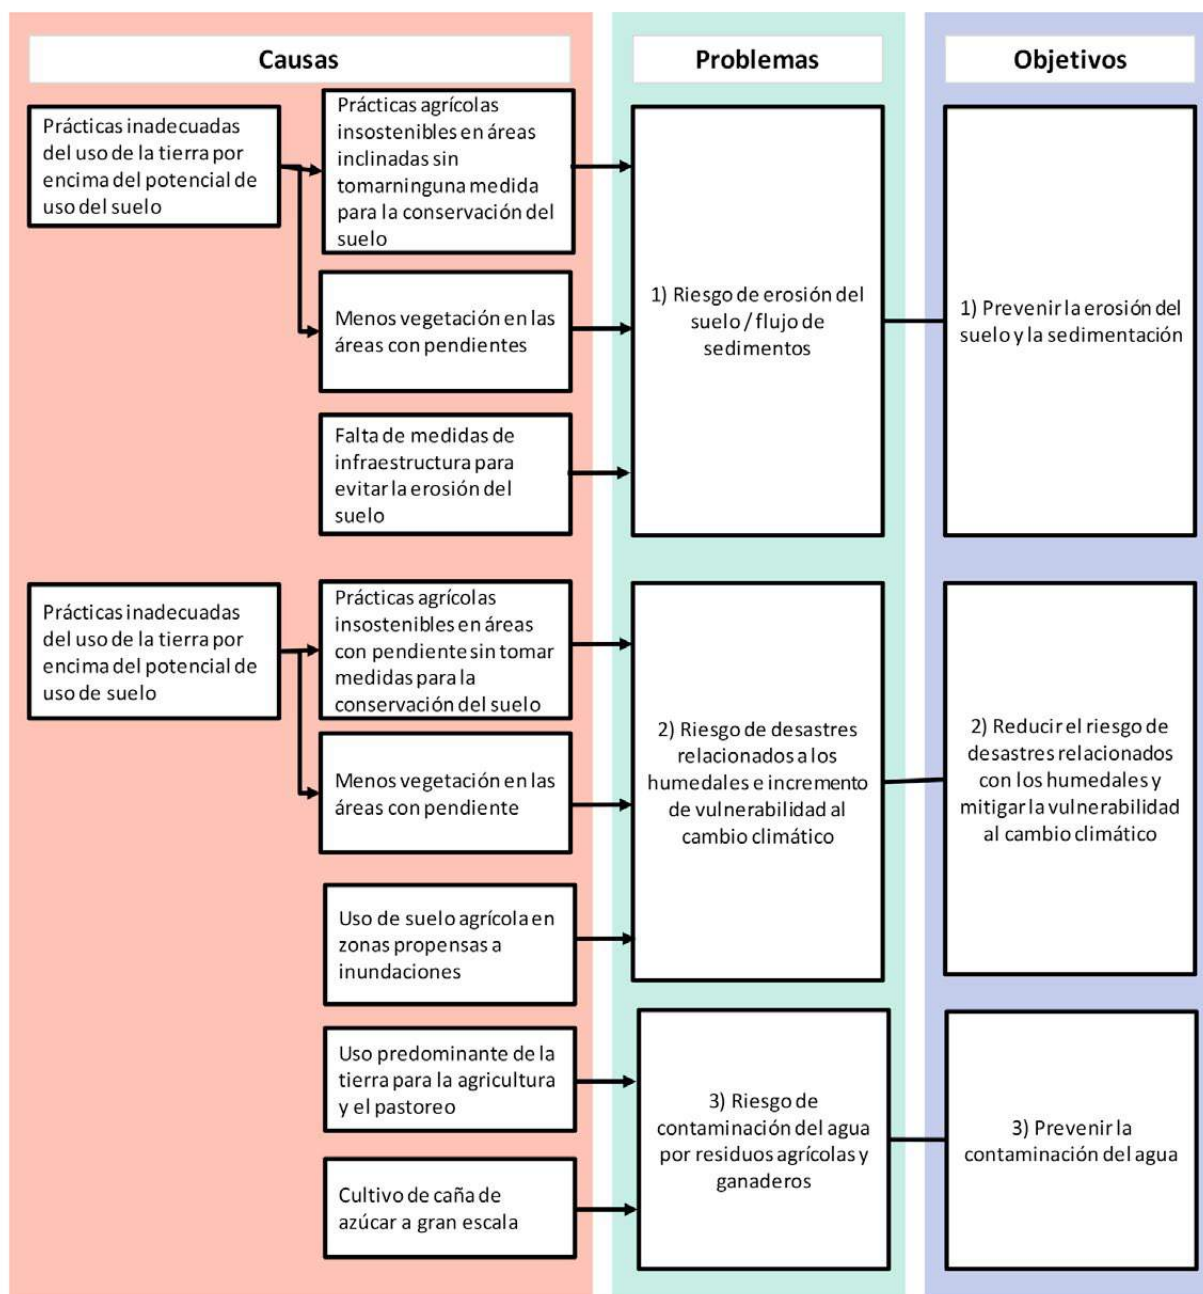 Causas
Problemas
Objetivos
Prácticas inadecuadas
del uso de la tierra por
encima del potencial de
uso del suelo
Prácticas agrícolas
insostenibles en áreas
inclinadas sin
tomarninguna medida
para la conservación del
suelo
Menos vegetación en las
áreas con pendientes
Falta de medidas de
infraestructura para
evitar la erosión del
suelo
1) Riesgo de erosión del
suelo / flujo de
sedimentos
1) Prevenir la erosión del
suelo y la sedimentación
Prácticas inadecuadas
del uso de la tierra por
encima del potencial de
uso de suelo
Prácticas agrícolas
insostenibles en áreas
con pendiente sin tomar
medidas para la
conservación del suelo
Menos vegetación en las
áreas con pendiente
Uso de suelo agrícola en
zonas propensas a
inundaciones
2) Riesgo de desastres
relacionados a los
humedales e incremento
de vulnerabilidad al
cambio climático
2) Reducir el riesgo de
desastres relacionados
con los humedales y
mitigar la vulnerabilidad
al cambio climático
Uso predominante de la
tierra para la agricultura
y el pastoreo
Cultivo de caña de
azúcar a gran escala
3) Riesgo de
contaminación del agua
por residuos agrícolas y
ganaderos
3) Prevenir la
contaminación del agua